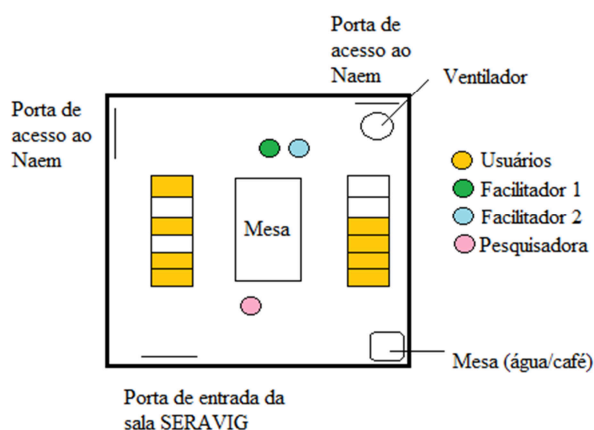 Porta de
acesso ao
Naem
Ventilador
Porta de
acesso ao
Naem
Usuários
Facilitador 1
Facilitador 2
Pesquisadora
Mesa
Mesa (água/café)
Porta de entrada da
sala SERAVIG